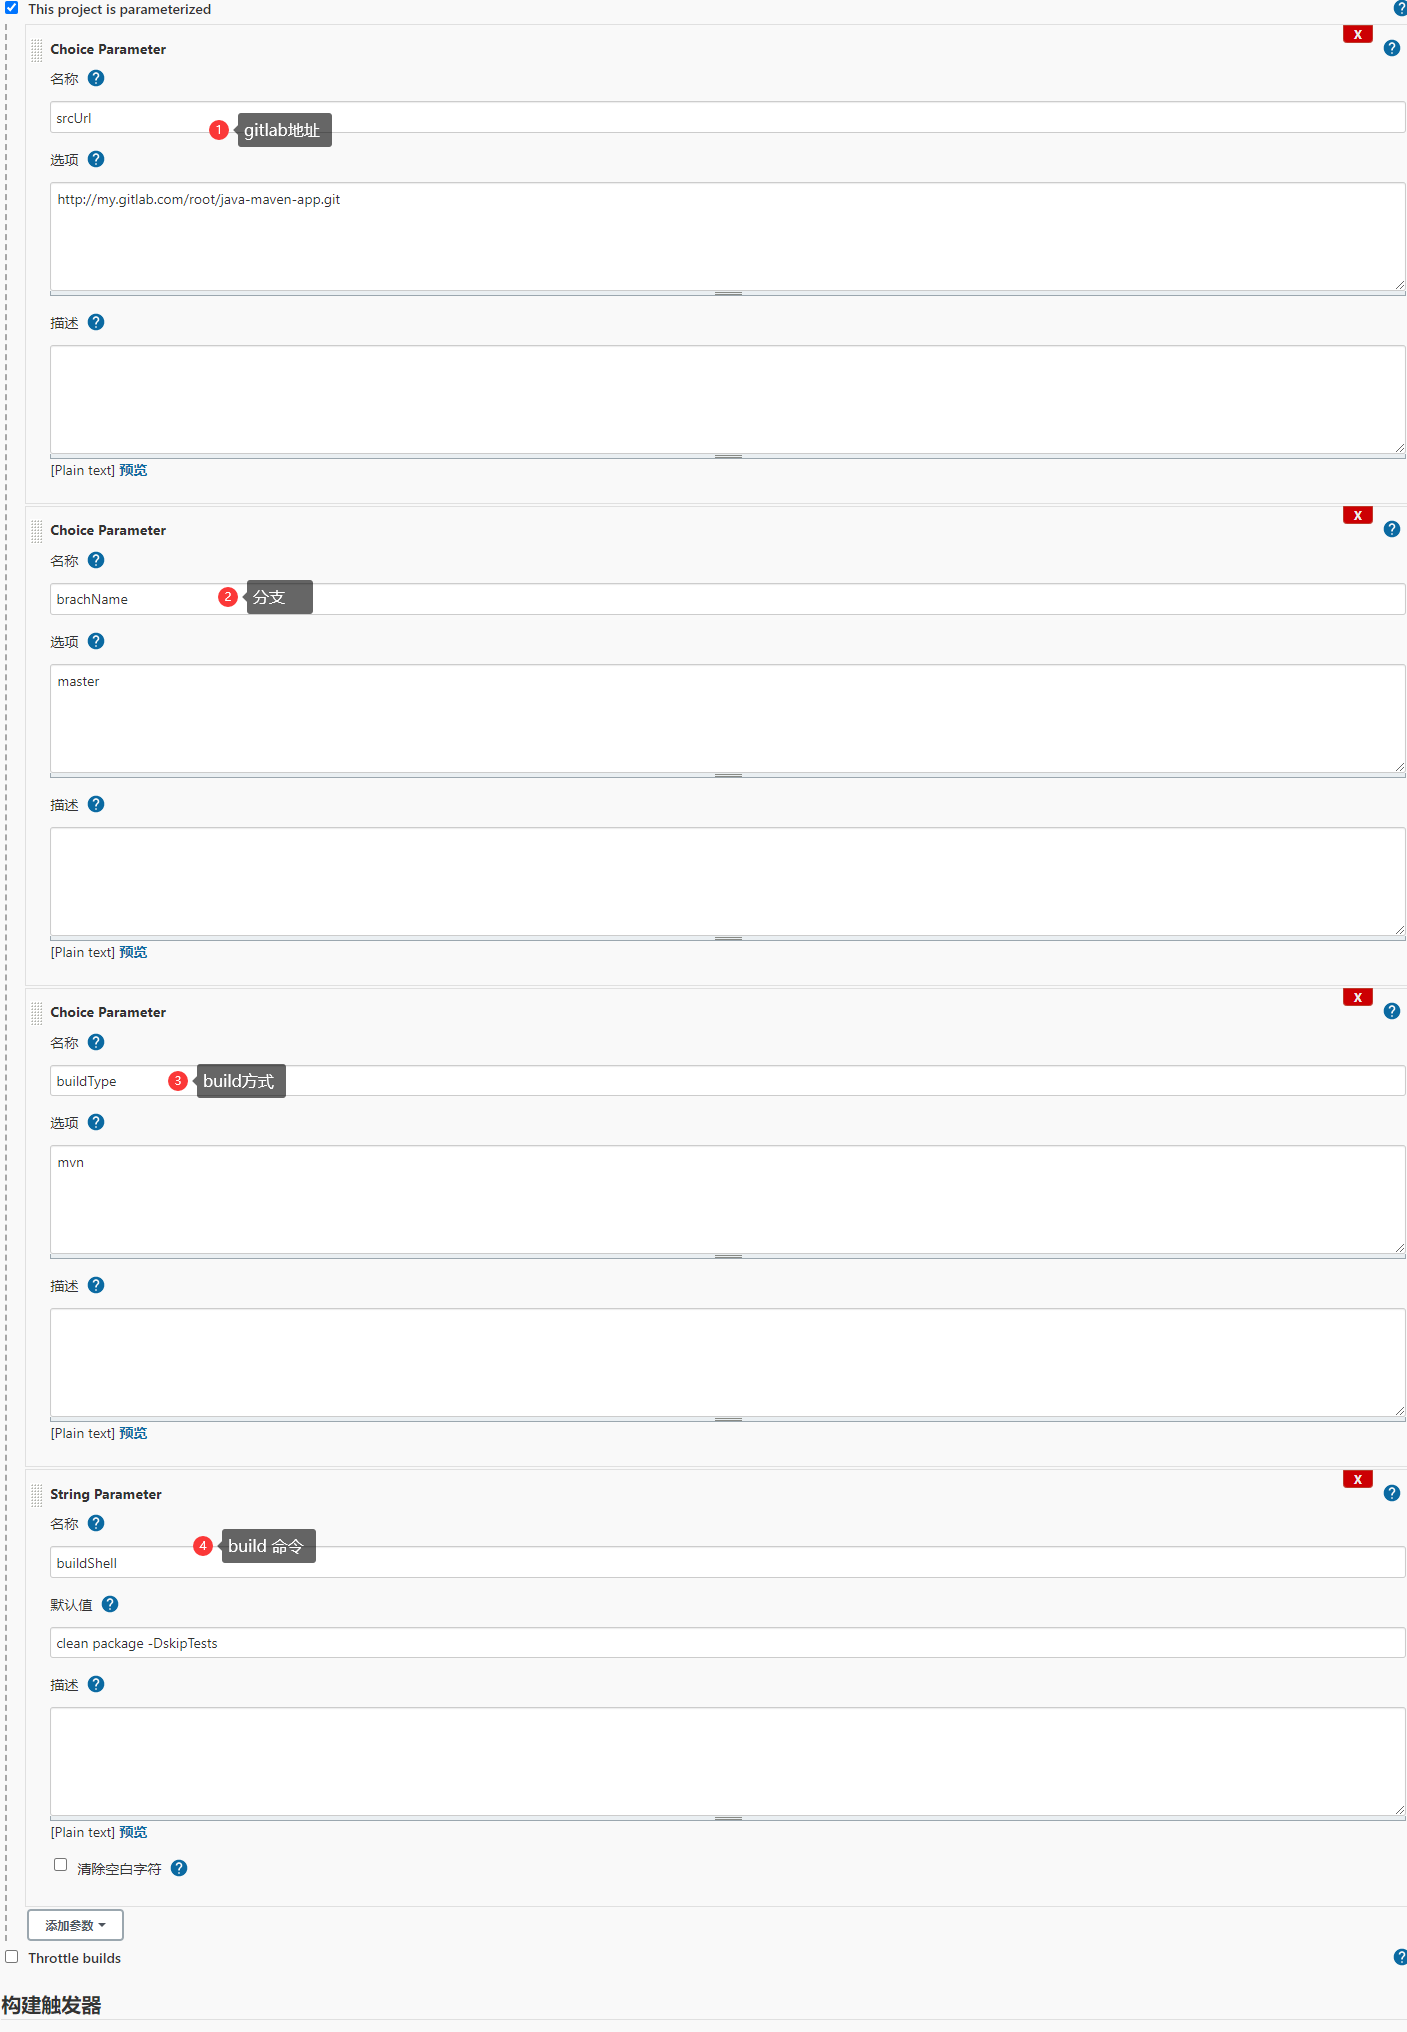 This project is parameterized
Choice Parameter
X
名称
srcUrl
1 gitlab地址
选项
http://my.gitlab.com/root/java-maven-app.git
描述
[Plain text] 预览
Choice Parameter
X
名称
brachName
2 分支
选项
master
描述
[Plain text] 预览
Choice Parameter
X
名称
buildType
3 build方式
选项
mvn
描述
[Plain text] 预览
String Parameter
X
名称
4 build 命令
buildShell
默认值
clean package -DskipTests
描述
[Plain text] 预览
清除空白字符
添加参数
Throttle builds
构建触发器